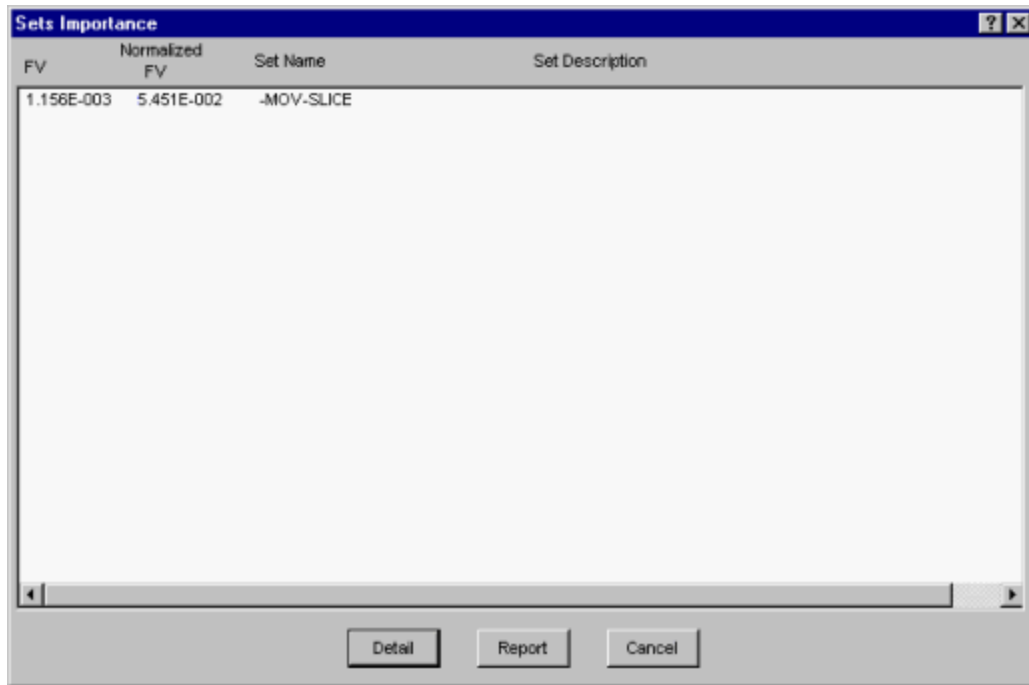 Sets Importance
FV Normalized FV Set Name Set Description
1.156E-003 5.451E-002 -MOV-SLICE
Detail Report Cancel